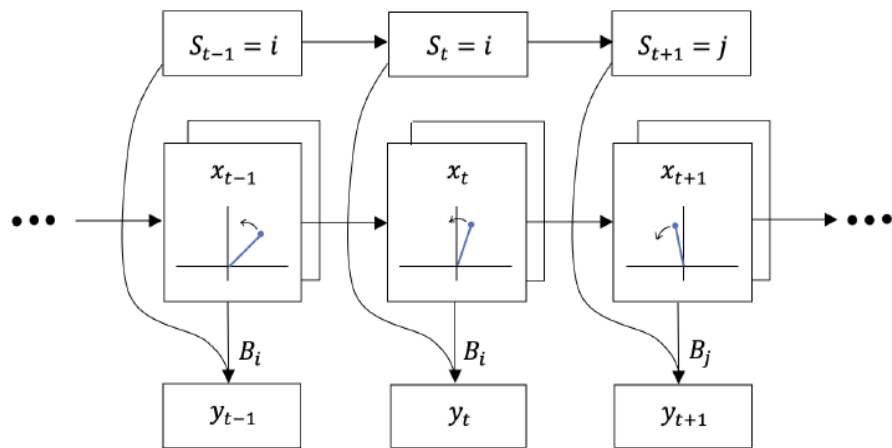 S_{t−1} = i S_t = i S_{t+1} = j
x_{t−1} x_t x_{t+1}
••• •••
B_i B_i B_j
y_{t−1} y_t y_{t+1}